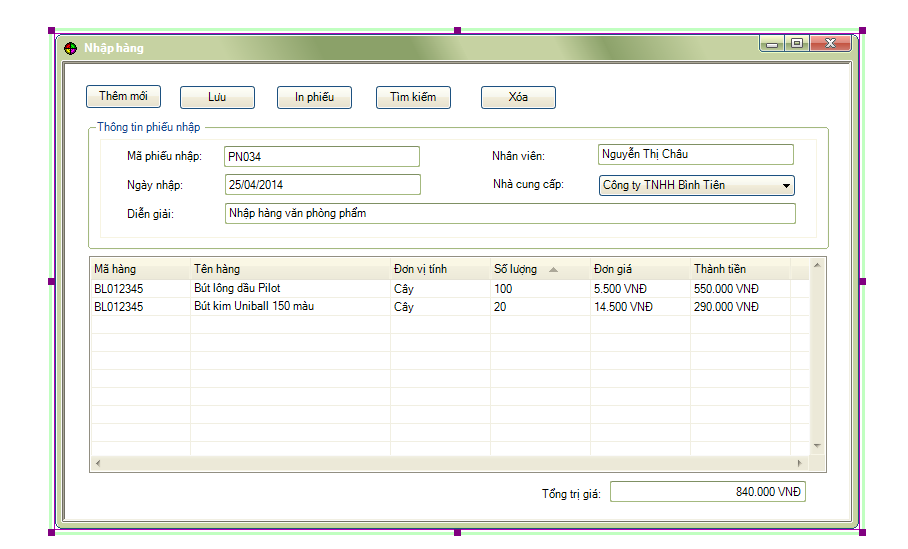 Nhập hàng
Thêm mới Lưu In phiếu Tìm kiếm Xóa
Thông tin phiếu nhập
Mã phiếu nhập: PN034 Nhân viên: Nguyễn Thị Châu
Ngày nhập: 25/04/2014 Nhà cung cấp: Công ty TNHH Bình Tiên
Diễn giải: Nhập hàng văn phòng phẩm
Mã hàng Tên hàng Đơn vị tính Số lượng Đơn giá Thành tiền
BL012345 Bút lông dầu Pilot Cây 100 5.500 VNĐ 550.000 VNĐ
BL012345 Bút kim Uniball 150 màu Cây 20 14.500 VNĐ 290.000 VNĐ
Tổng trị giá: 840.000 VNĐ